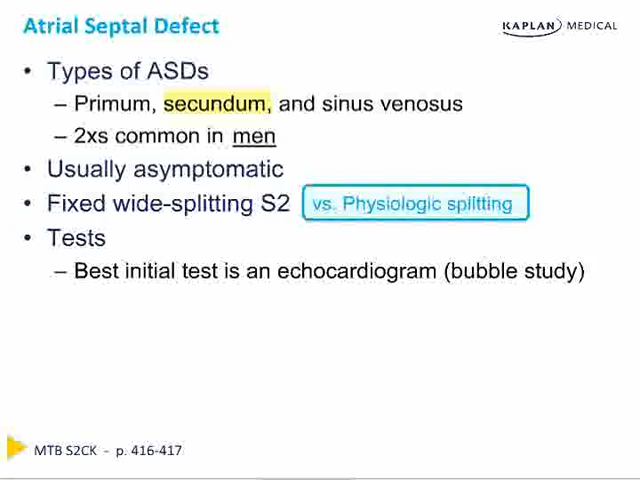 Atrial Septal Defect
KAPLAN MEDICAL
• Types of ASDs
– Primum, secundum, and sinus venosus
– 2xs common in men
• Usually asymptomatic
• Fixed wide-splitting S2 vs. Physiologic splitting
• Tests
– Best initial test is an echocardiogram (bubble study)
MTB S2CK - p. 416-417